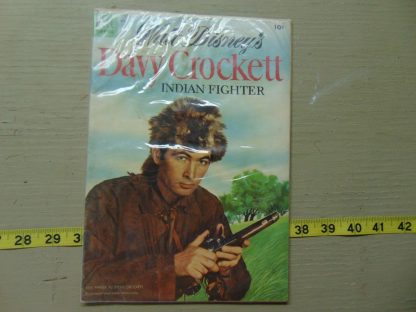 10¢
Walt Disney's
Davy Crockett
INDIAN FIGHTER
28 29 3
38 39 40 41 42